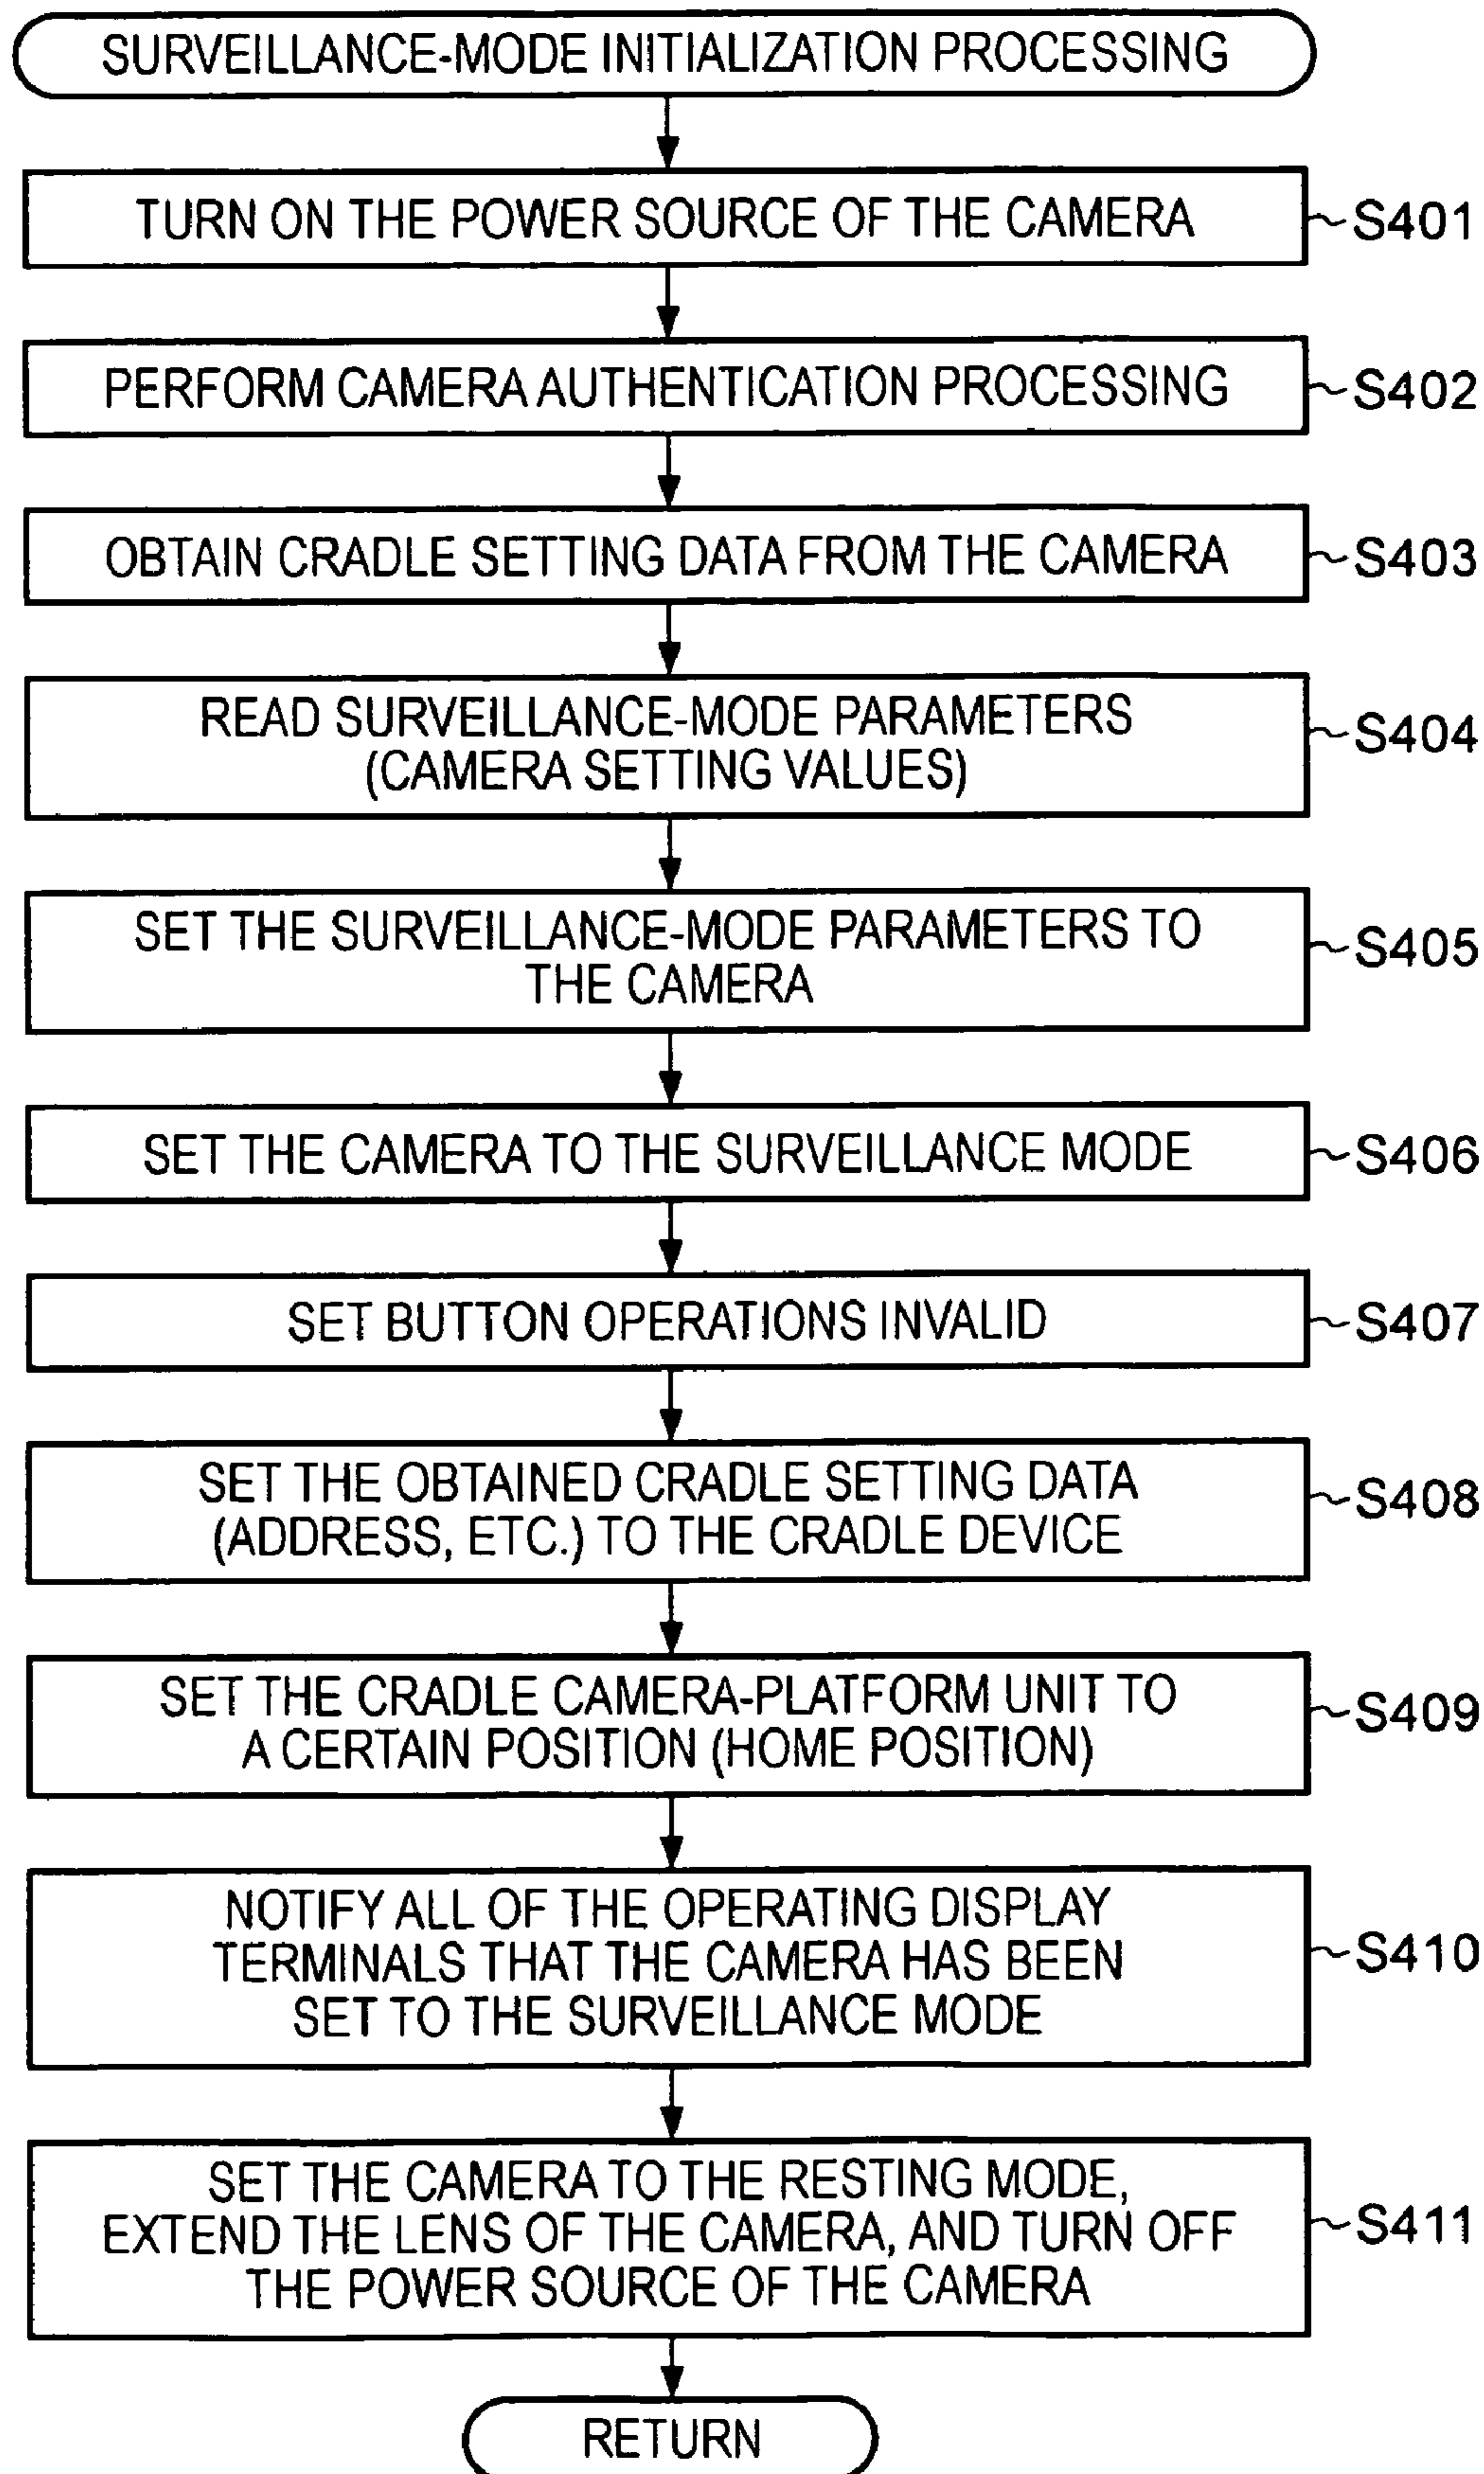 SURVEILLANCE-MODE INITIALIZATION PROCESSING
TURN ON THE POWER SOURCE OF THE CAMERA
S401
PERFORM CAMERA AUTHENTICATION PROCESSING
S402
OBTAIN CRADLE SETTING DATA FROM THE CAMERA
S403
READ SURVEILLANCE-MODE PARAMETERS
(CAMERA SETTING VALUES)
S404
SET THE SURVEILLANCE-MODE PARAMETERS TO
THE CAMERA
S405
SET THE CAMERA TO THE SURVEILLANCE MODE
S406
SET BUTTON OPERATIONS INVALID
S407
SET THE OBTAINED CRADLE SETTING DATA
(ADDRESS, ETC.) TO THE CRADLE DEVICE
S408
SET THE CRADLE CAMERA-PLATFORM UNIT TO
A CERTAIN POSITION (HOME POSITION)
S409
NOTIFY ALL OF THE OPERATING DISPLAY
TERMINALS THAT THE CAMERA HAS BEEN
SET TO THE SURVEILLANCE MODE
S410
SET THE CAMERA TO THE RESTING MODE,
EXTEND THE LENS OF THE CAMERA, AND TURN OFF
THE POWER SOURCE OF THE CAMERA
S411
RETURN